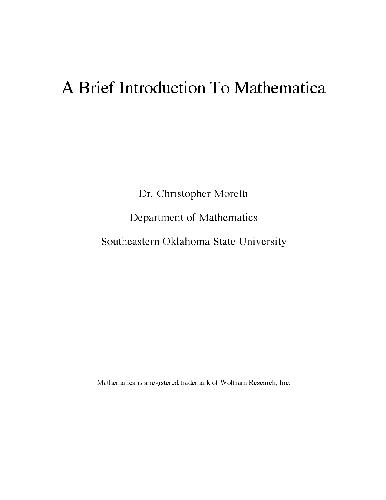 A Brief Introduction To Mathematica
Dr. Christopher Moretti
Department of Mathematics
Southeastern Oklahoma State University
Mathematica is a registered trademark of Wolfram Research, Inc.